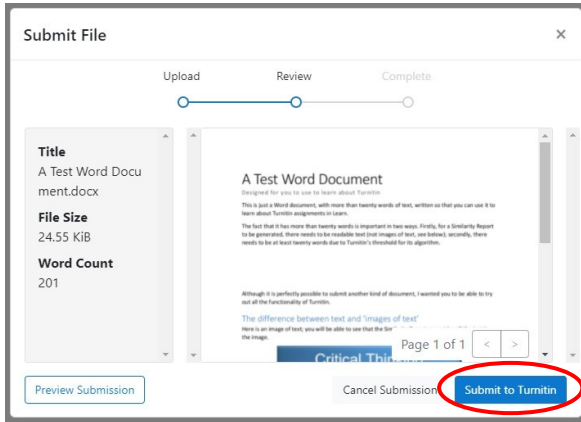 Submit File
×
Upload Review Complete
Title
A Test Word Docu
ment.docx
File Size
24.55 KiB
Word Count
201
A Test Word Document
Designed for you to use to learn about Turnitin
This is just a Word document, with more than twenty words of text, written so that you can use it to
learn about Turnitin assignments in Learn.
The fact that it has more than twenty words is important in two ways. Firstly, for a Similarity Report
to be generated, there needs to be readable text (not images of text, see below); secondly, there
needs to be at least twenty words due to Turnitin's threshold for its algorithm.
Although it is perfectly possible to submit another kind of document, I wanted you to be able to try
out all the functionality of Turnitin.
The difference between text and 'images of text'
Here is an image of text; you will be able to see that the
the image.
Critical
Page 1 of 1 < >
Preview Submission
Cancel Submission
Submit to Turnitin